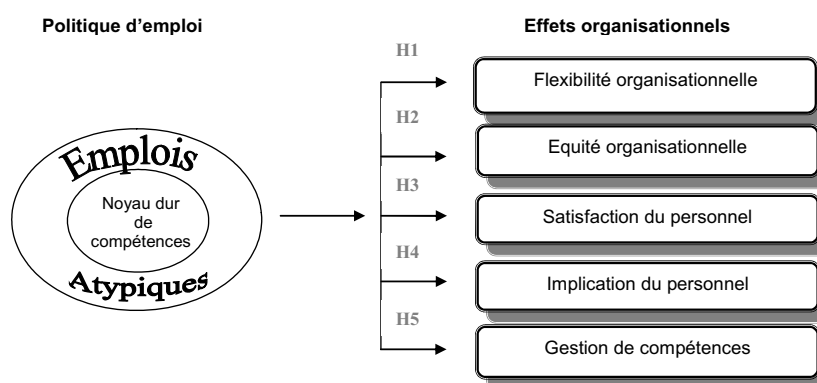 Politique d'emploi
Effets organisationnels
Emplois
Noyau dur
de
compétences
Atypiques
H1
Flexibilité organisationnelle
H2
Equité organisationnelle
H3
Satisfaction du personnel
H4
Implication du personnel
H5
Gestion de compétences